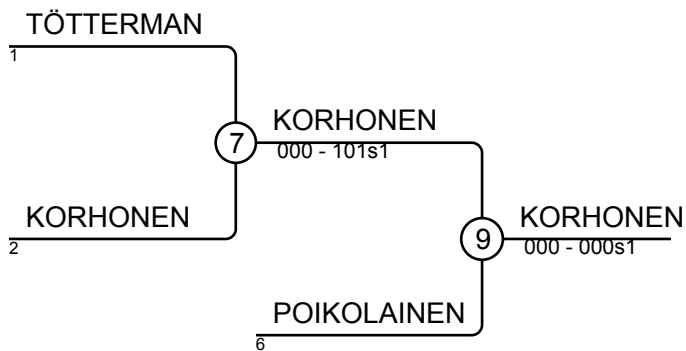 TÖTTERMAN
1
7
KORHONEN
000 - 101s1
KORHONEN
2
9
KORHONEN
000 - 000s1
POIKOLAINEN
6